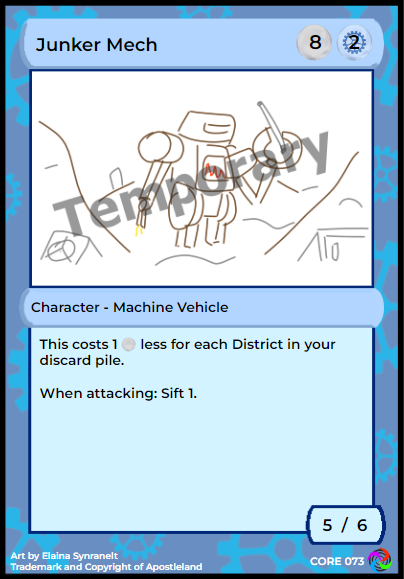 Junker Mech
8 2
Temporary
Character - Machine Vehicle
This costs 1 less for each District in your
discard pile.
When attacking: Sift 1.
5 / 6
Art by Elaina Synranelt
Trademark and Copyright of Apostleland
CORE 073